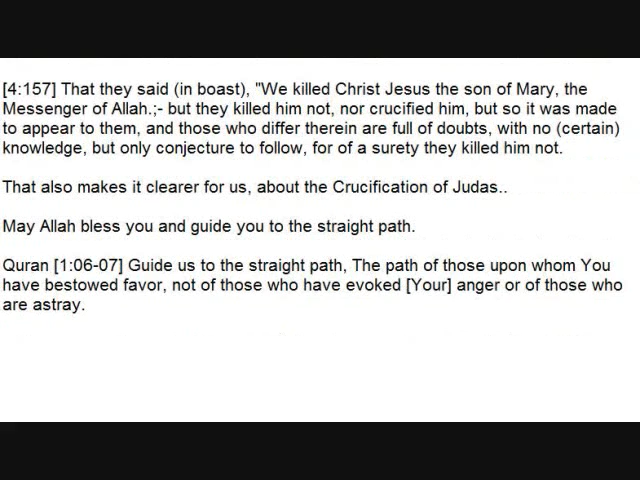 [4:157] That they said (in boast), "We killed Christ Jesus the son of Mary, the
Messenger of Allah.;- but they killed him not, nor crucified him, but so it was made
to appear to them, and those who differ therein are full of doubts, with no (certain)
knowledge, but only conjecture to follow, for of a surety they killed him not.
That also makes it clearer for us, about the Crucification of Judas..
May Allah bless you and guide you to the straight path.
Quran [1:06-07] Guide us to the straight path, The path of those upon whom You
have bestowed favor, not of those who have evoked [Your] anger or of those who
are astray.